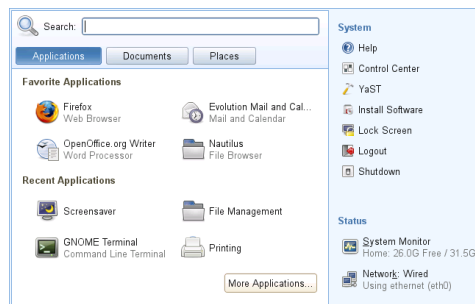 Search:
Applications
Documents
Places
Favorite Applications
Firefox
Web Browser
Evolution Mail and Cal...
Mail and Calendar
OpenOffice.org Writer
Word Processor
Nautilus
File Browser
Recent Applications
Screensaver
File Management
GNOME Terminal
Command Line Terminal
Printing
More Applications...
System
Help
Control Center
YaST
Install Software
Lock Screen
Logout
Shutdown
Status
System Monitor
Home: 26.0G Free / 31.5G
Network: Wired
Using ethernet (eth0)